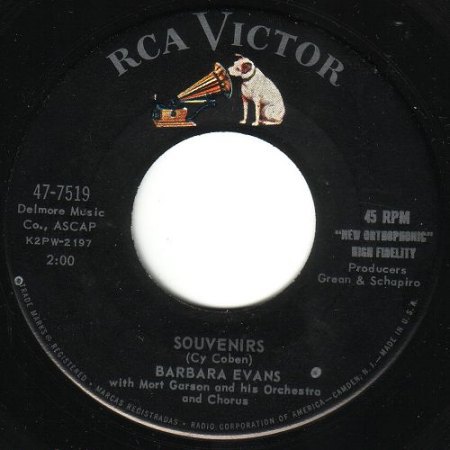 RCA VICTOR
47-7519
Delmore Music
Co., ASCAP
K2PW-2197
2:00
45 RPM
"NEW ORTHOPHONIC"
HIGH FIDELITY
Producers
Grean & Schapiro
SOUVENIRS
(Cy Coben)
BARBARA EVANS
with Mort Garson and his Orchestra
and Chorus
TRADE MARKS ® REGISTERED • MARCAS REGISTRADAS • RADIO CORPORATION OF AMERICA—CAMDEN, N.J. • MADE IN U.S.A.